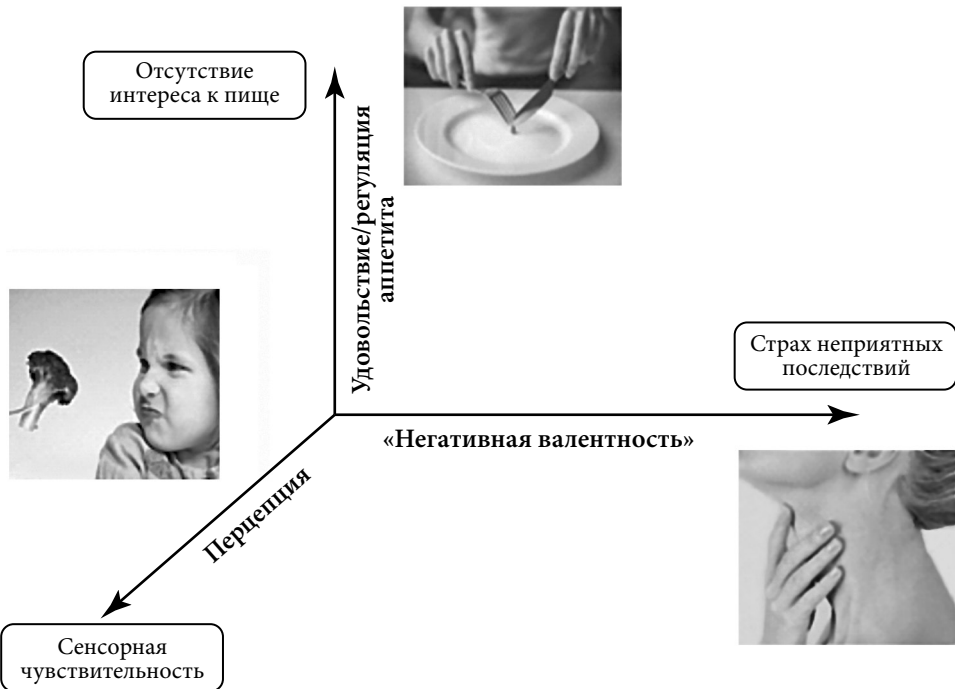 Отсутствие
интереса к пище
Удовольствие/регуляция
аппетита
Страх неприятных
последствий
«Негативная валентность»
Перцепция
Сенсорная
чувствительность